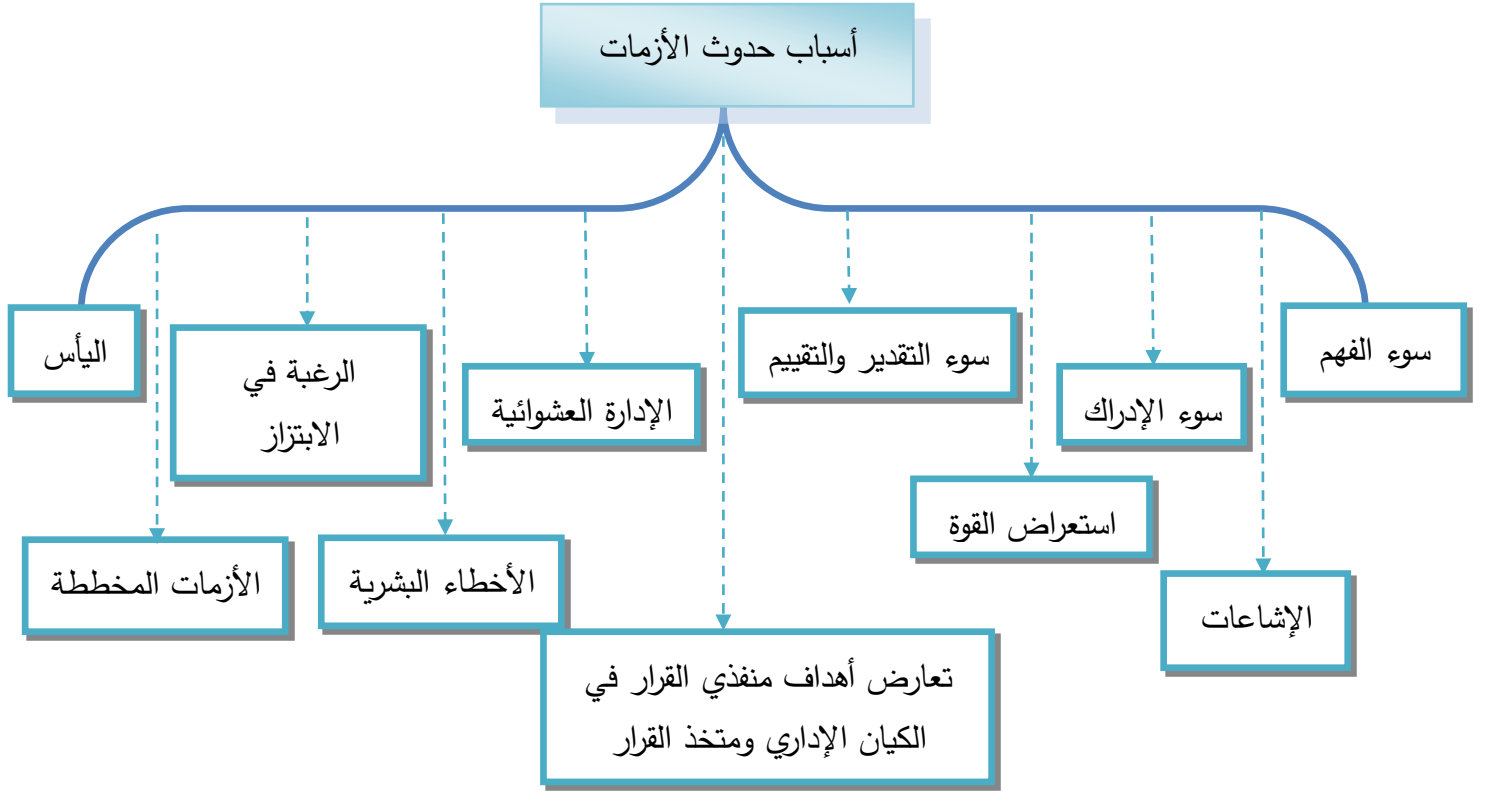 أسباب حدوث الأزمات
سوء الفهم
الإشاعات
سوء الإدراك
استعراض القوة
سوء التقدير والتقييم
تعارض أهداف منفذي القرار في
الكيان الإداري ومتخذ القرار
الإدارة العشوائية
الأخطاء البشرية
الرغبة في
الابتزاز
الأزمات المخططة
اليأس